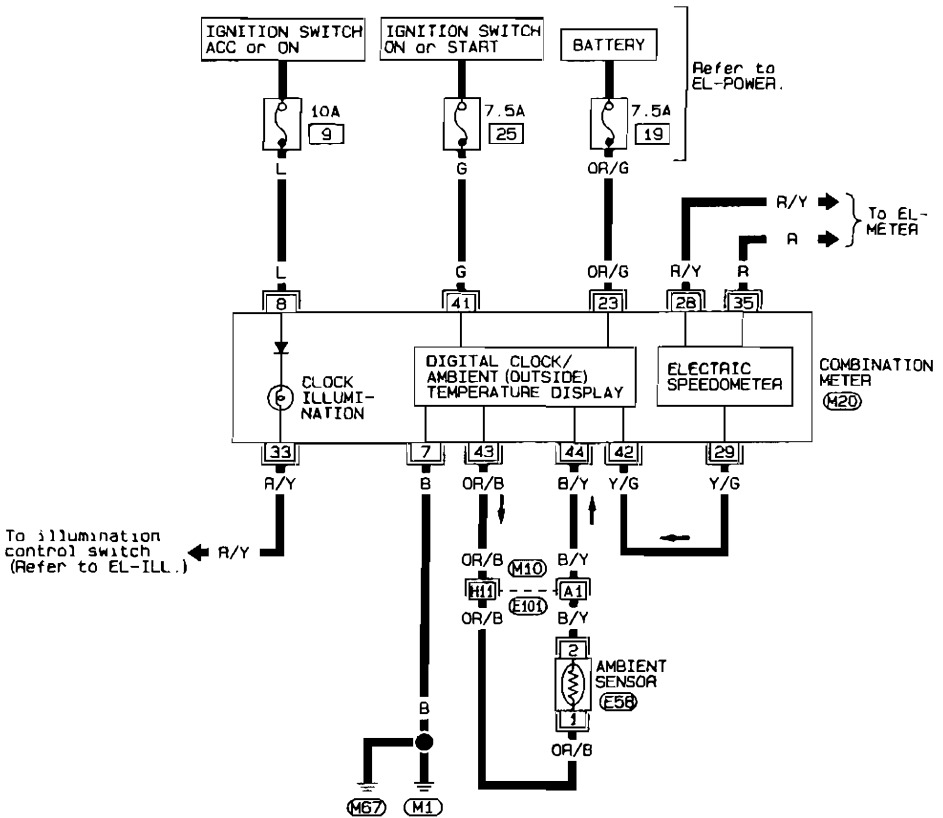 IGNITION SWITCH
ACC or ON
IGNITION SWITCH
ON or START
BATTERY
Refer to
EL-POWER.
10A
9
7.5A
25
7.5A
19
L
G
OR/G
R/Y
R
To EL-
METER
L
G
OR/G
R/Y
R
8
41
23
28
35
CLOCK
ILLUMI-
NATION
DIGITAL CLOCK/
AMBIENT (OUTSIDE)
TEMPERATURE DISPLAY
ELECTRIC
SPEEDOMETER
COMBINATION
METER
M20
33
7
43
44
42
29
R/Y
B
OR/B
B/Y
Y/G
Y/G
To illumination
control switch
(Refer to EL-ILL.)
R/Y
OR/B
M10
B/Y
H11
E101
A1
OR/B
B/Y
2
AMBIENT
SENSOR
E58
1
B
OR/B
M67
M1